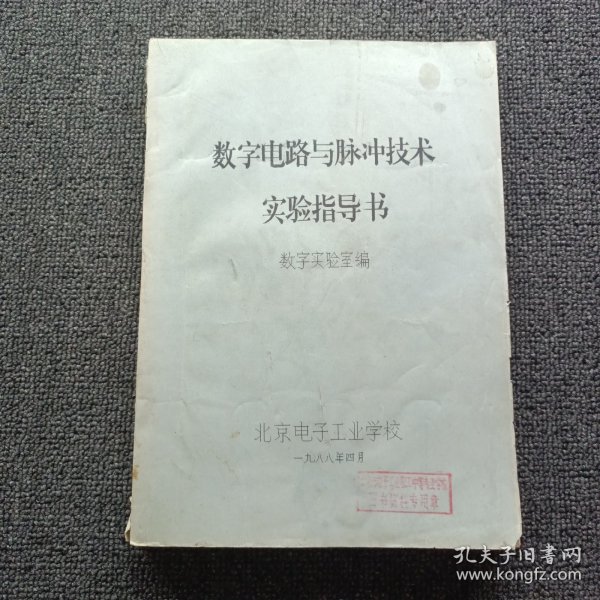 数字电路与脉冲技术
实验指导书
数字实验室编
北京电子工业学校
一九八八年四月
孔夫子旧书网
www.kongfz.com